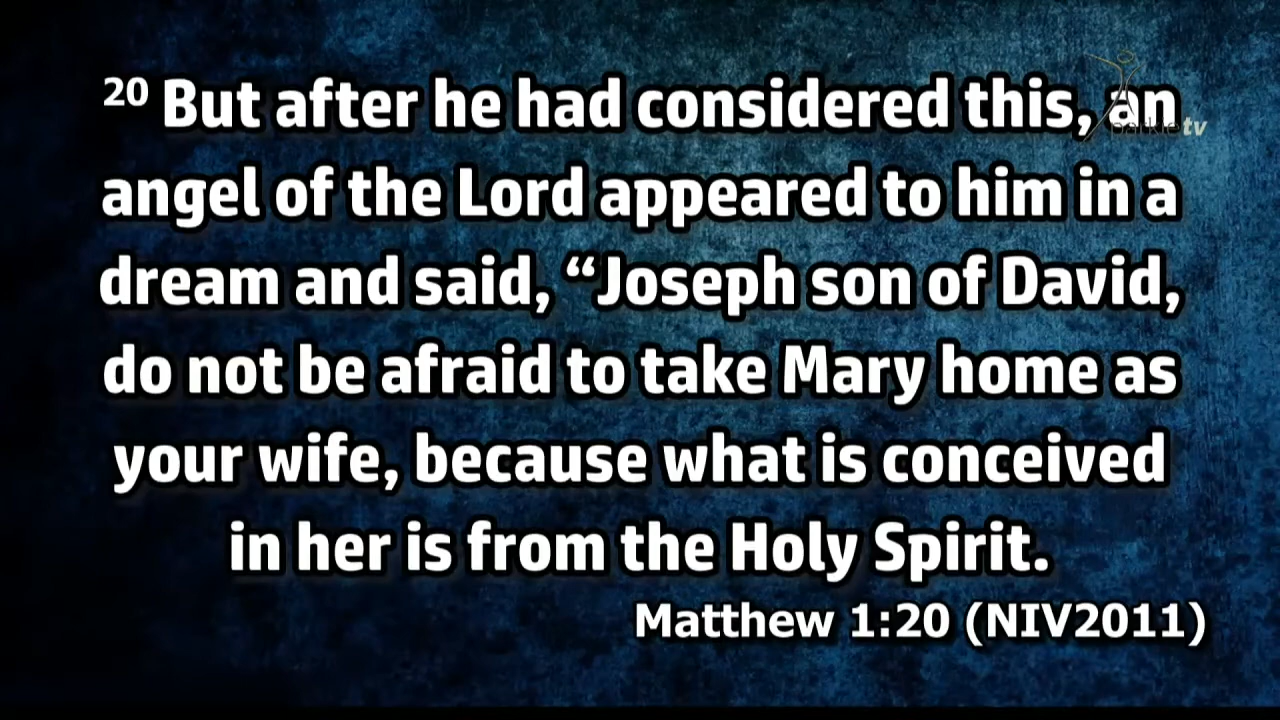 20 But after he had considered this, an
angel of the Lord appeared to him in a
dream and said, “Joseph son of David,
do not be afraid to take Mary home as
your wife, because what is conceived
in her is from the Holy Spirit.
Matthew 1:20 (NIV2011)
tv